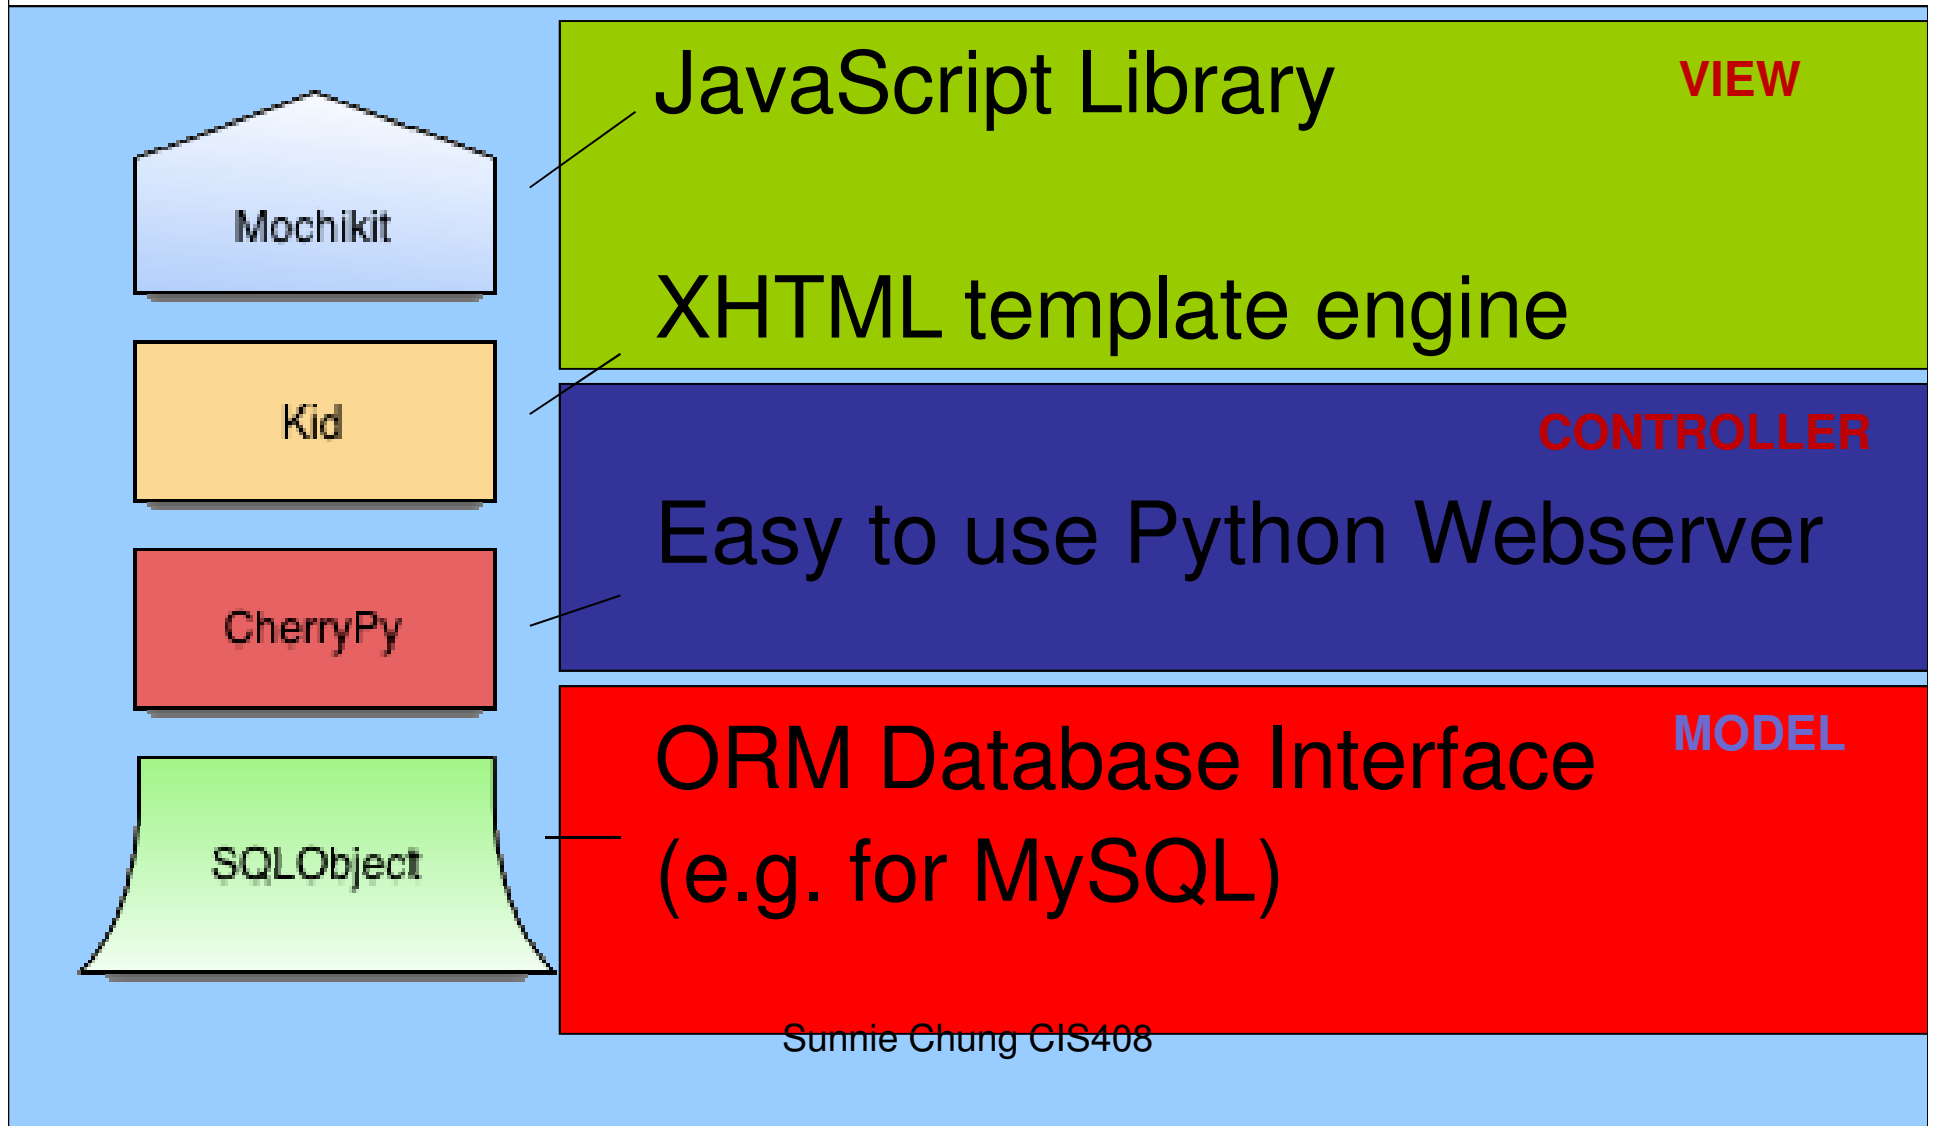 JavaScript Library
VIEW
Mochikit
XHTML template engine
Kid
CONTROLLER
Easy to use Python Webserver
CherryPy
MODEL
ORM Database Interface
(e.g. for MySQL)
SQLObject
Sunnie Chung CIS408